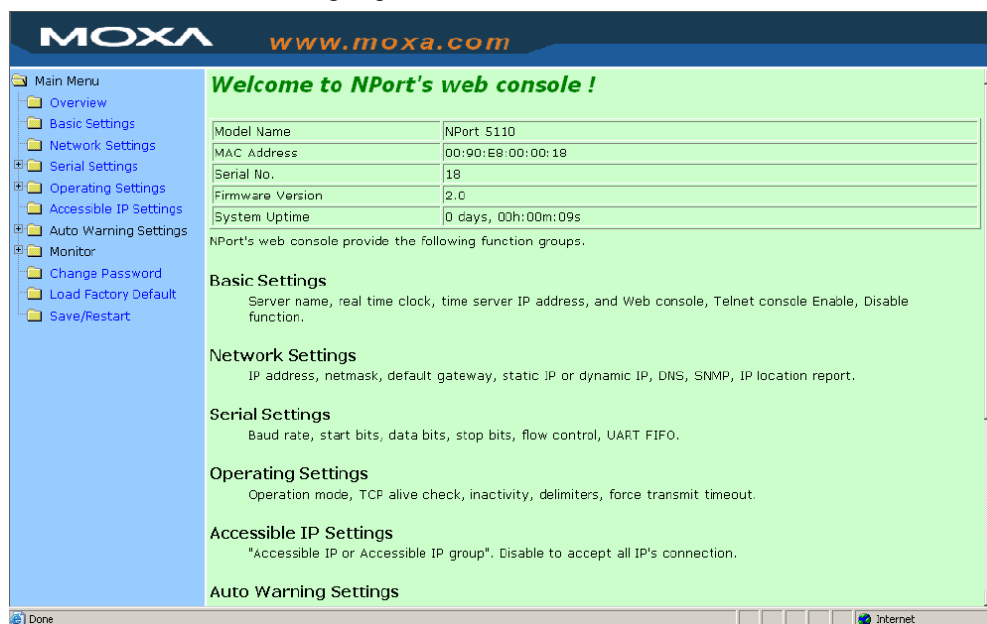 MOXA www.moxa.com
Main Menu
Overview
Basic Settings
Network Settings
Serial Settings
Operating Settings
Accessible IP Settings
Auto Warning Settings
Monitor
Change Password
Load Factory Default
Save/Restart
Welcome to NPort's web console !
Model Name NPort 5110
MAC Address 00:90:E8:00:00:18
Serial No. 18
Firmware Version 2.0
System Uptime 0 days, 00h:00m:09s
NPort's web console provide the following function groups.
Basic Settings
Server name, real time clock, time server IP address, and Web console, Telnet console Enable, Disable
function.
Network Settings
IP address, netmask, default gateway, static IP or dynamic IP, DNS, SNMP, IP location report.
Serial Settings
Baud rate, start bits, data bits, stop bits, flow control, UART FIFO.
Operating Settings
Operation mode, TCP alive check, inactivity, delimiters, force transmit timeout.
Accessible IP Settings
"Accessible IP or Accessible IP group". Disable to accept all IP's connection.
Auto Warning Settings
Done Internet